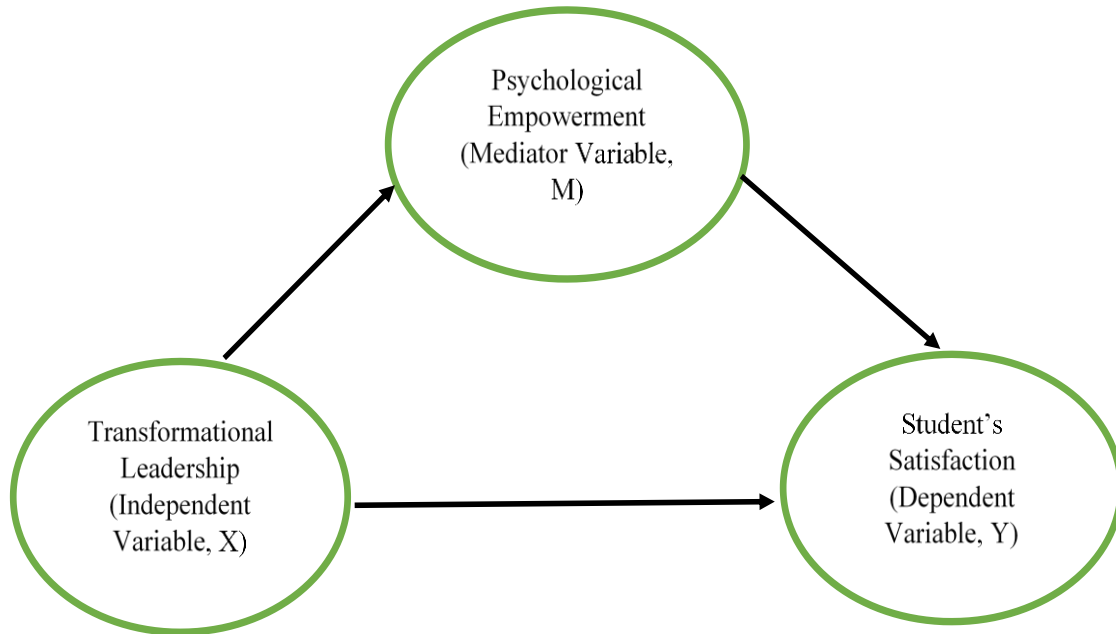 Psychological
Empowerment
(Mediator Variable,
M)
Transformational
Leadership
(Independent
Variable, X)
Student’s
Satisfaction
(Dependent
Variable, Y)